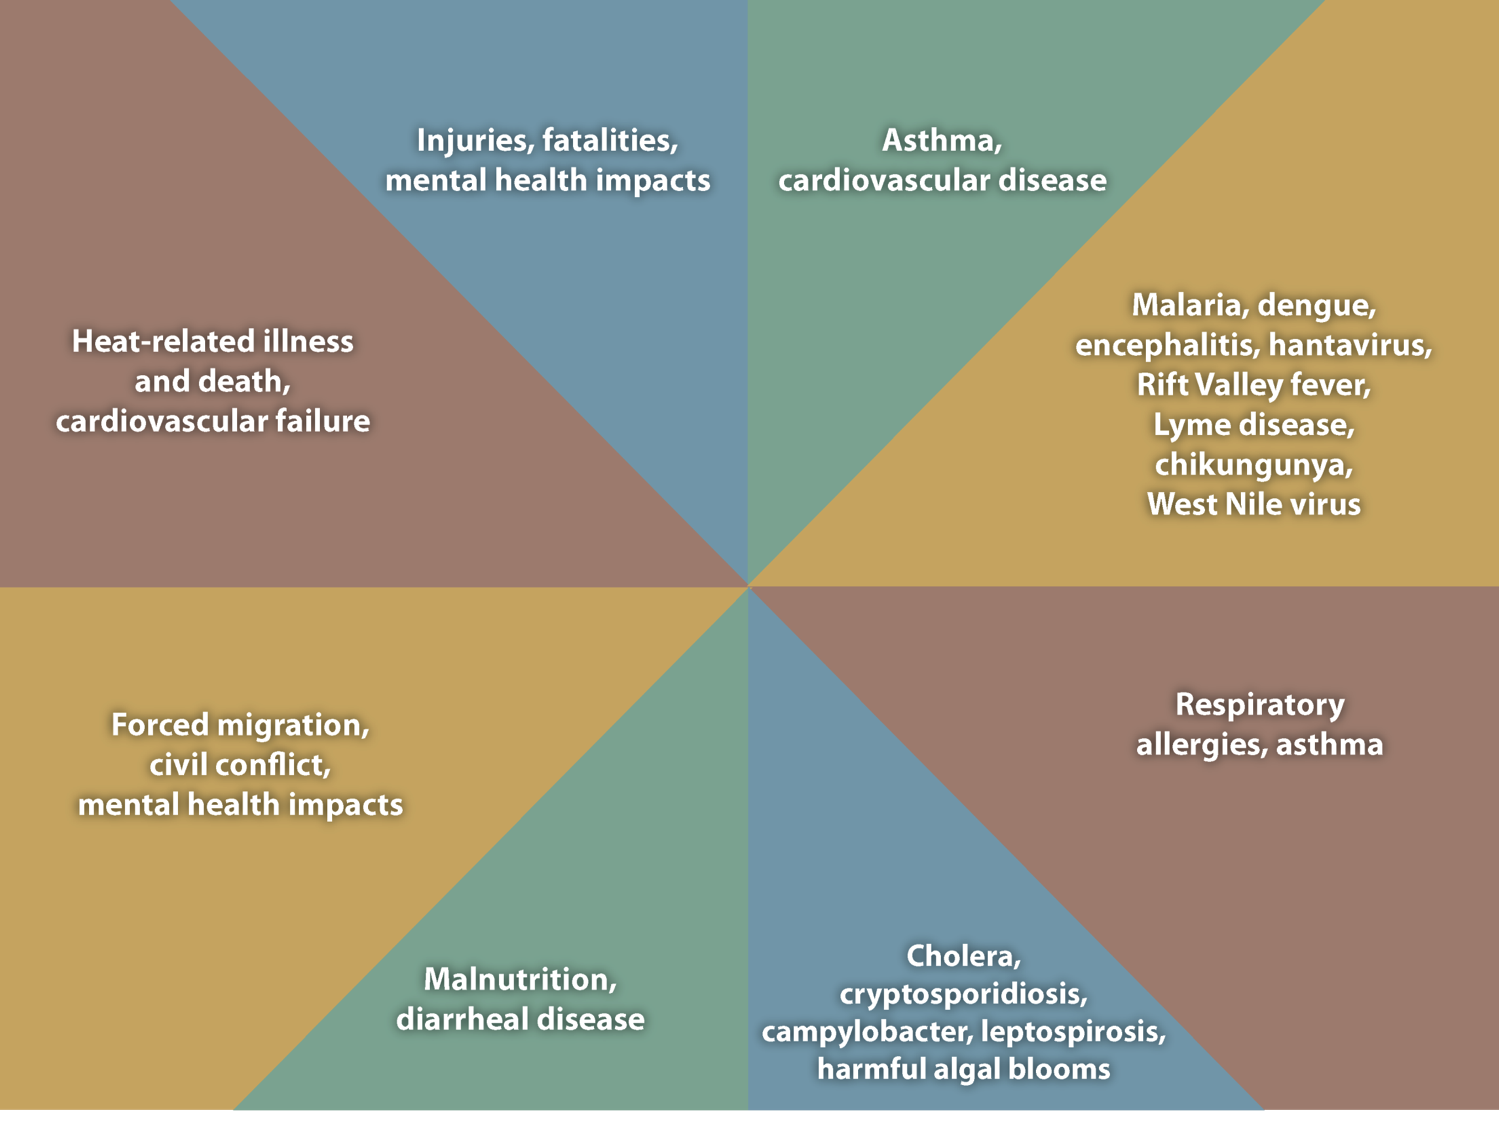 Injuries, fatalities,
mental health impacts
Asthma,
cardiovascular disease
Malaria, dengue,
encephalitis, hantavirus,
Rift Valley fever,
Lyme disease,
chikungunya,
West Nile virus
Respiratory
allergies, asthma
Cholera,
cryptosporidiosis,
campylobacter, leptospirosis,
harmful algal blooms
Malnutrition,
diarrheal disease
Forced migration,
civil conflict,
mental health impacts
Heat-related illness
and death,
cardiovascular failure